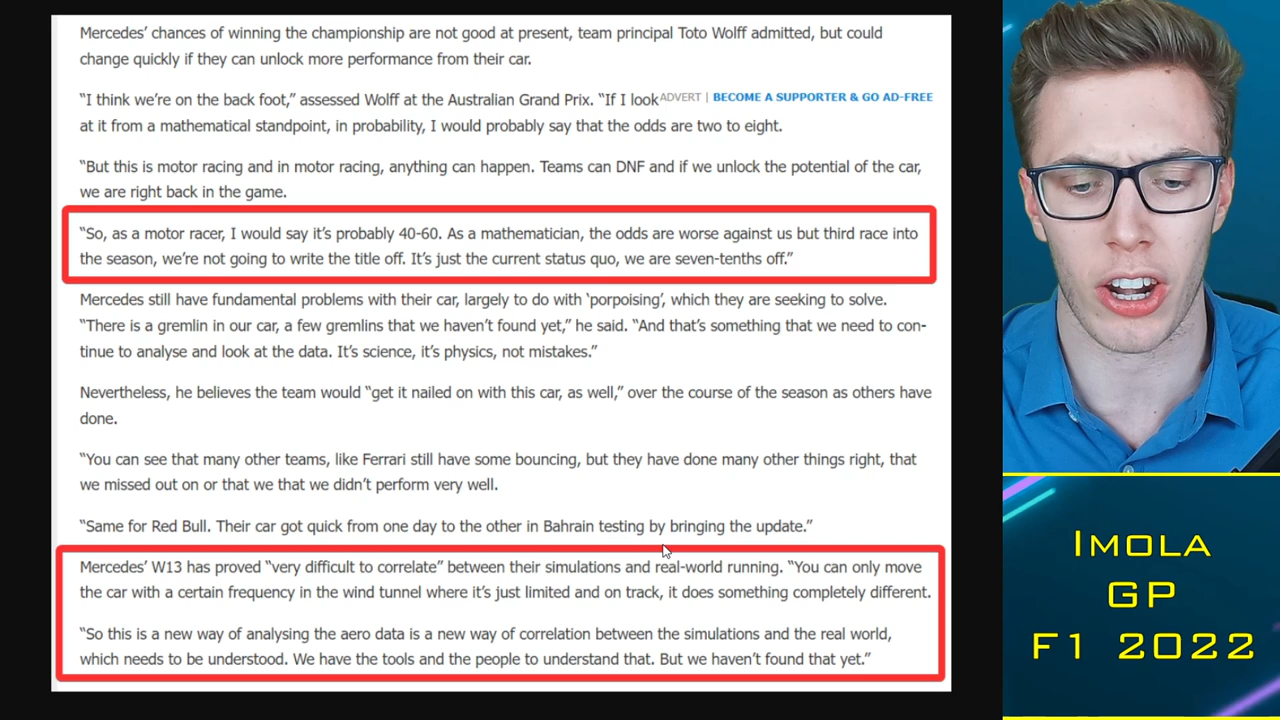 Mercedes’ chances of winning the championship are not good at present, team principal Toto Wolff admitted, but could
change quickly if they can unlock more performance from their car.
“I think we’re on the back foot,” assessed Wolff at the Australian Grand Prix. “If I look
ADVERT | BECOME A SUPPORTER & GO AD-FREE
at it from a mathematical standpoint, in probability, I would probably say that the odds are two to eight.
“But this is motor racing and in motor racing, anything can happen. Teams can DNF and if we unlock the potential of the car,
we are right back in the game.
“So, as a motor racer, I would say it’s probably 40-60. As a mathematician, the odds are worse against us but third race into
the season, we’re not going to write the title off. It’s just the current status quo, we are seven-tenths off.”
Mercedes still have fundamental problems with their car, largely to do with ‘porpoising’, which they are seeking to solve.
“There is a gremlin in our car, a few gremlins that we haven’t found yet,” he said. “And that’s something that we need to con-
tinue to analyse and look at the data. It’s science, it’s physics, not mistakes.”
Nevertheless, he believes the team would “get it nailed on with this car, as well,” over the course of the season as others have
done.
“You can see that many other teams, like Ferrari still have some bouncing, but they have done many other things right, that
we missed out on or that we that we didn’t perform very well.
“Same for Red Bull. Their car got quick from one day to the other in Bahrain testing by bringing the update.”
Mercedes’ W13 has proved “very difficult to correlate” between their simulations and real-world running. “You can only move
the car with a certain frequency in the wind tunnel where it’s just limited and on track, it does something completely different.
“So this is a new way of analysing the aero data is a new way of correlation between the simulations and the real world,
which needs to be understood. We have the tools and the people to understand that. But we haven’t found that yet.”
IMOLA
GP
F1 2022